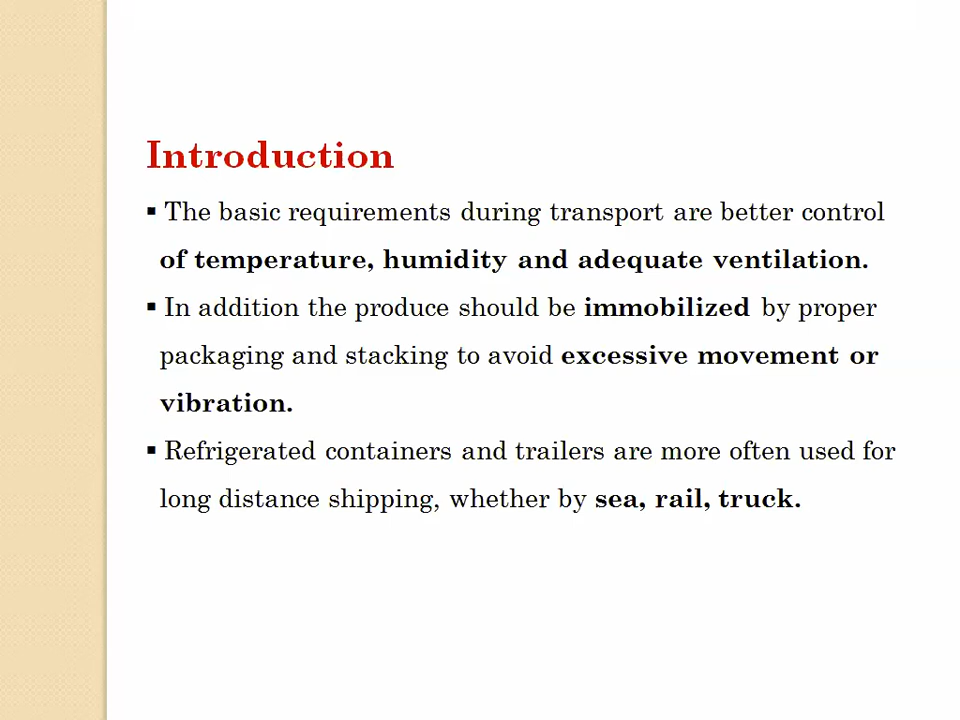 Introduction
▪ The basic requirements during transport are better control
of temperature, humidity and adequate ventilation.
▪ In addition the produce should be immobilized by proper
packaging and stacking to avoid excessive movement or
vibration.
▪ Refrigerated containers and trailers are more often used for
long distance shipping, whether by sea, rail, truck.